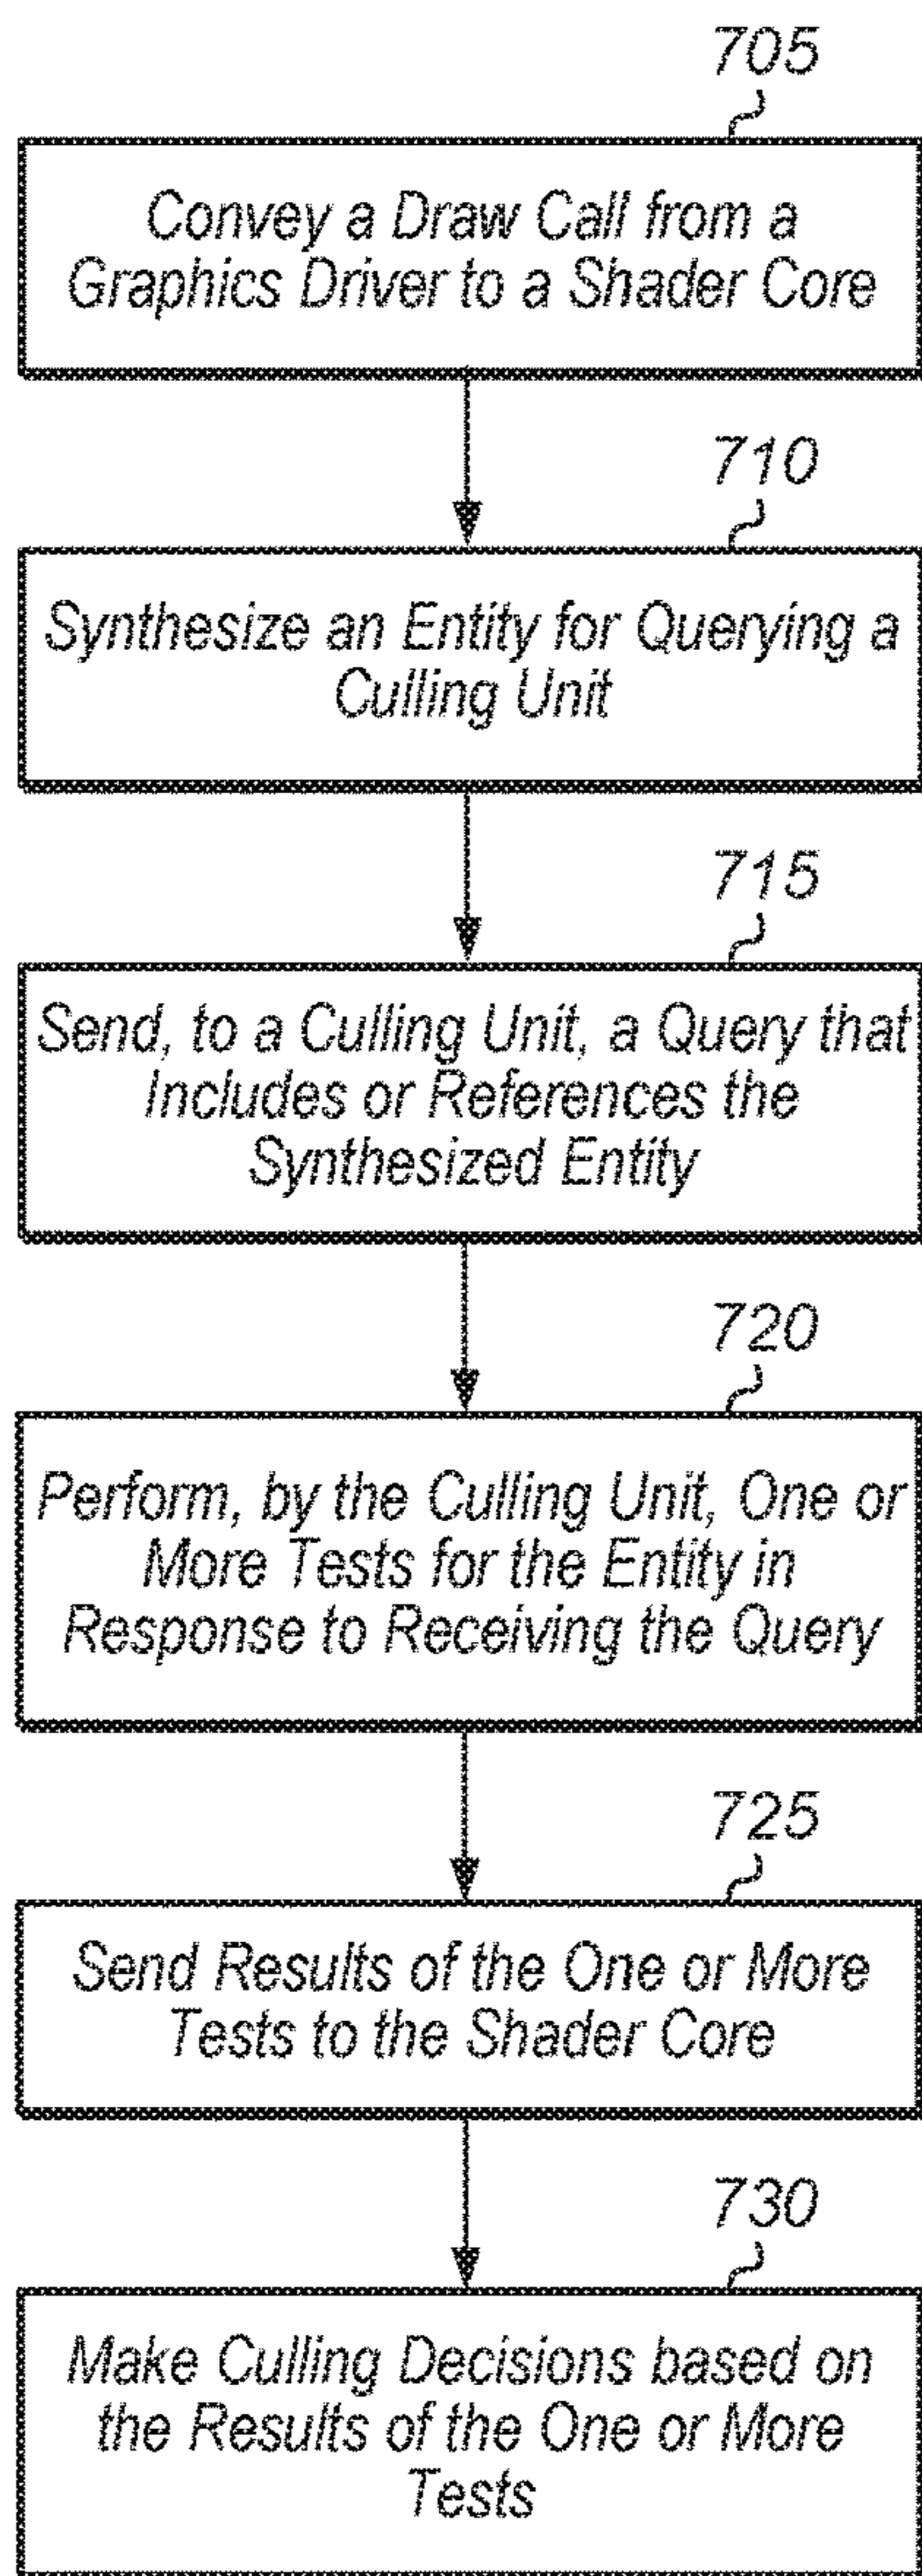 705
Convey a Draw Call from a
Graphics Driver to a Shader Core
710
Synthesize an Entity for Querying a
Culling Unit
715
Send, to a Culling Unit, a Query that
Includes or References the
Synthesized Entity
720
Perform, by the Culling Unit, One or
More Tests for the Entity in
Response to Receiving the Query
725
Send Results of the One or More
Tests to the Shader Core
730
Make Culling Decisions based on
the Results of the One or More
Tests